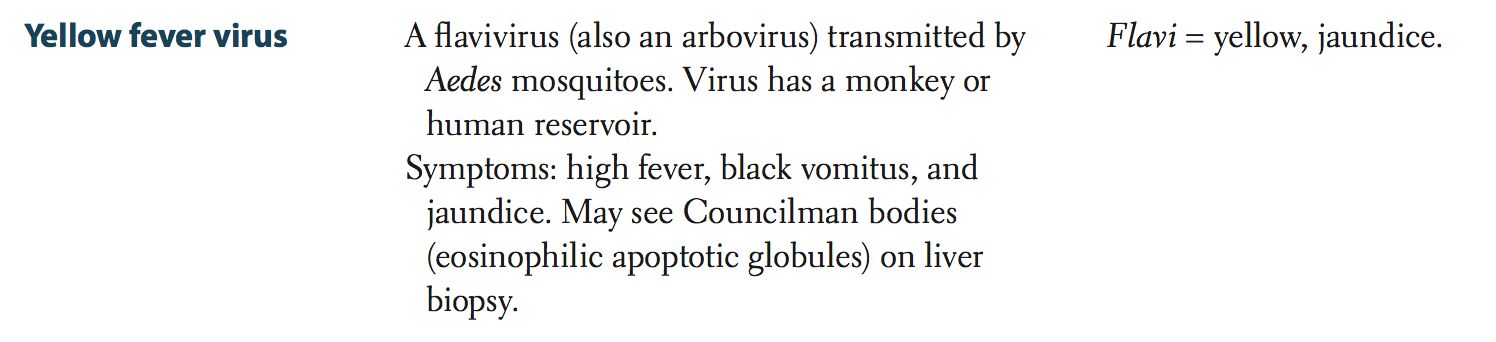 Yellow fever virus
A flavivirus (also an arbovirus) transmitted by
Aedes mosquitoes. Virus has a monkey or
human reservoir.
Symptoms: high fever, black vomitus, and
jaundice. May see Councilman bodies
(eosinophilic apoptotic globules) on liver
biopsy.
Flavi = yellow, jaundice.